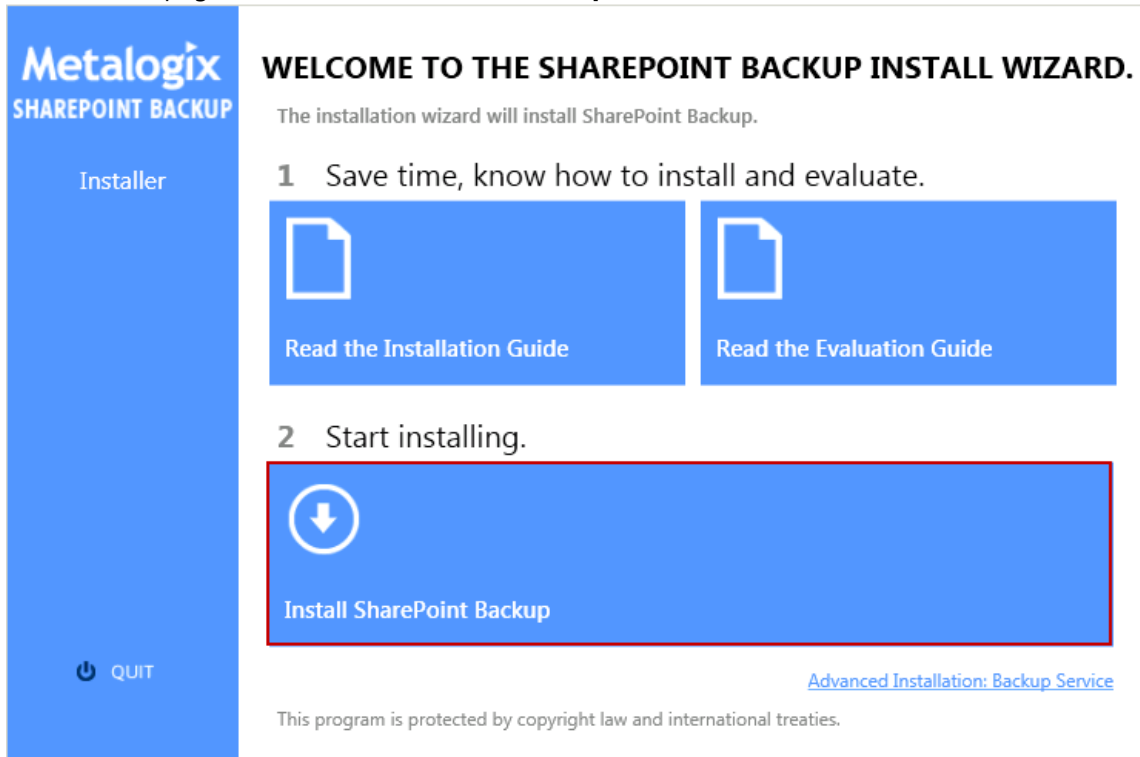 Metalogix
SHAREPOINT BACKUP
Installer
QUIT
WELCOME TO THE SHAREPOINT BACKUP INSTALL WIZARD.
The installation wizard will install SharePoint Backup.
1 Save time, know how to install and evaluate.
Read the Installation Guide
Read the Evaluation Guide
2 Start installing.
Install SharePoint Backup
Advanced Installation: Backup Service
This program is protected by copyright law and international treaties.